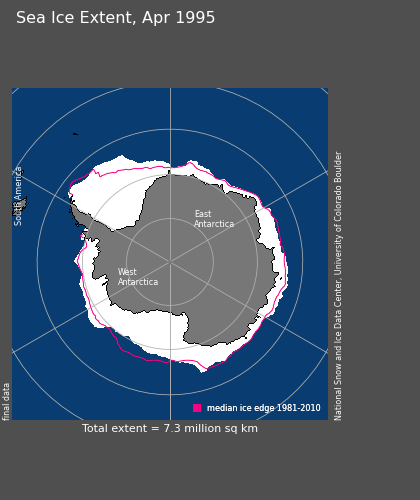 Sea Ice Extent, Apr 1995
South America
East
Antarctica
West
Antarctica
National Snow and Ice Data Center, University of Colorado Boulder
final data
median ice edge 1981-2010
Total extent = 7.3 million sq km